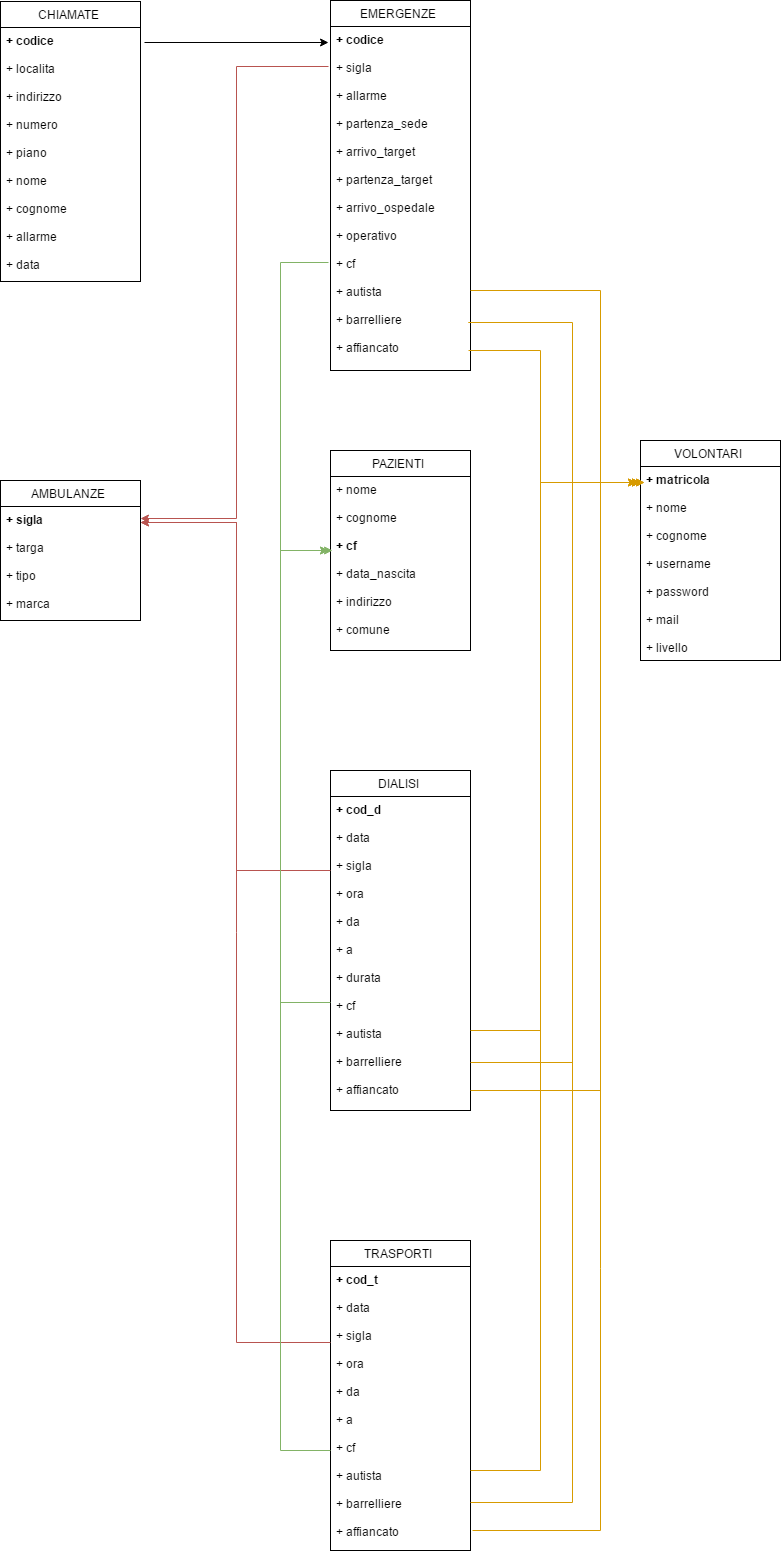 CHIAMATE
+ codice
+ localita
+ indirizzo
+ numero
+ piano
+ nome
+ cognome
+ allarme
+ data
EMERGENZE
+ codice
+ sigla
+ allarme
+ partenza_sede
+ arrivo_target
+ partenza_target
+ arrivo_ospedale
+ operativo
+ cf
+ autista
+ barrelliere
+ affiancato
AMBULANZE
+ sigla
+ targa
+ tipo
+ marca
PAZIENTI
+ nome
+ cognome
+ cf
+ data_nascita
+ indirizzo
+ comune
VOLONTARI
+ matricola
+ nome
+ cognome
+ username
+ password
+ mail
+ livello
DIALISI
+ cod_d
+ data
+ sigla
+ ora
+ da
+ a
+ durata
+ cf
+ autista
+ barrelliere
+ affiancato
TRASPORTI
+ cod_t
+ data
+ sigla
+ ora
+ da
+ a
+ cf
+ autista
+ barrelliere
+ affiancato